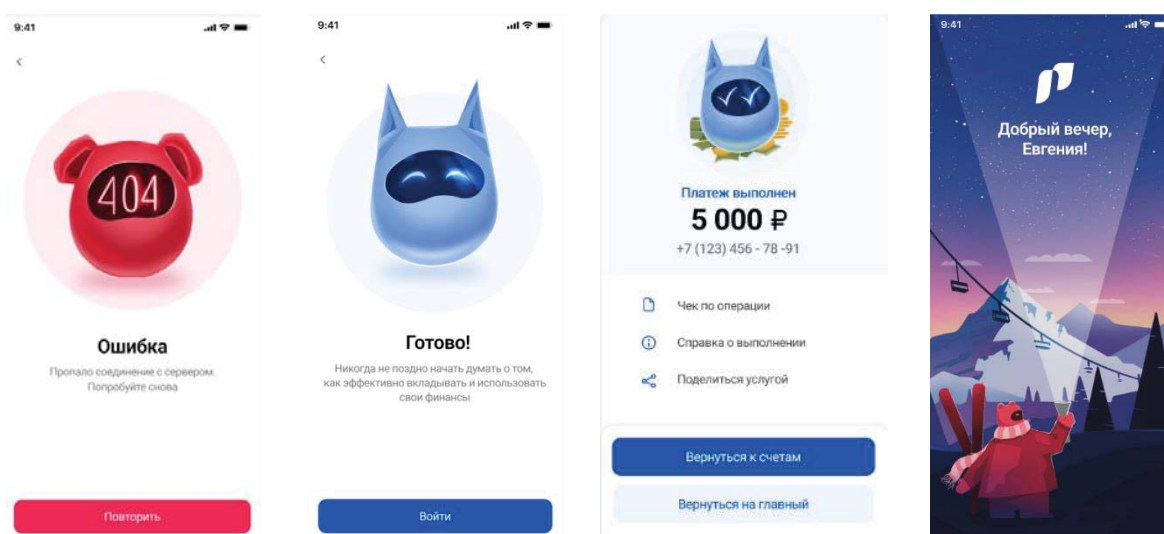 9:41
404
Ошибка
Пропало соединение с сервером.
Попробуйте снова
Повторить
9:41
Готово!
Никогда не поздно начать думать о том,
как эффективно вкладывать и использовать
свои финансы
Войти
Платеж выполнен
5 000 ₽
+7 (123) 456 - 78 -91
Чек по операции
Справка о выполнении
Поделиться услугой
Вернуться к счетам
Вернуться на главный
9:41
Добрый вечер,
Евгения!